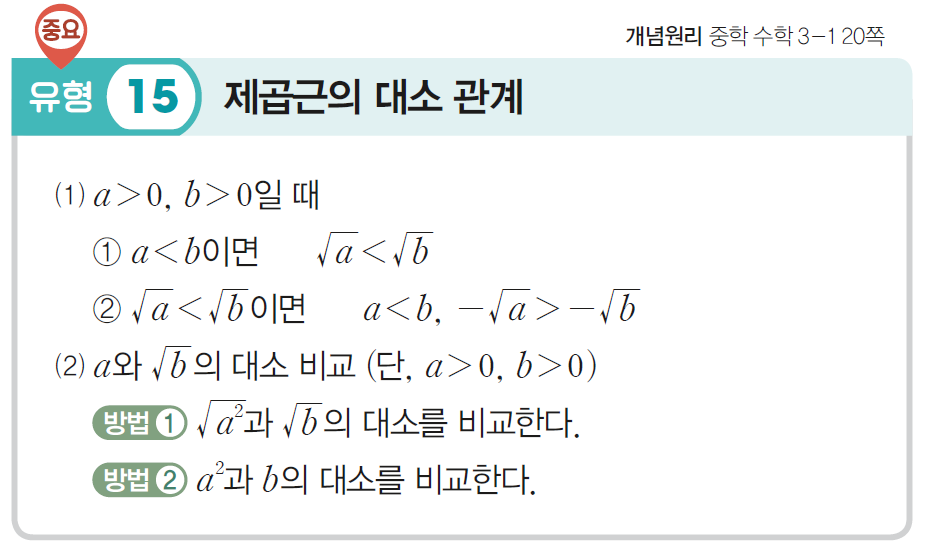 중요
개념원리 중학 수학 3-1 20쪽
유형 15 제곱근의 대소 관계
(1) a>0, b>0일 때
① a<b이면 √a<√b
② √a<√b이면 a<b, -√a>-√b
(2) a와 √b의 대소 비교 (단, a>0, b>0)
방법 1 √a²과 √b의 대소를 비교한다.
방법 2 a²과 b의 대소를 비교한다.